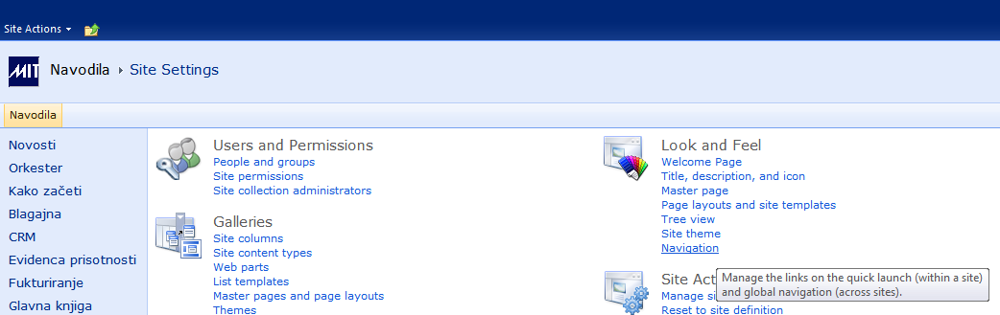 Site Actions
MIT
Navodila Site Settings
Navodila
Novosti
Orkester
Kako začeti
Blagajna
CRM
Evidenca prisotnosti
Fukturiranje
Glavna knjiga
Users and Permissions
People and groups
Site permissions
Site collection administrators
Galleries
Site columns
Site content types
Web parts
List templates
Master pages and page layouts
Themes
Look and Feel
Welcome Page
Title, description, and icon
Master page
Page layouts and site templates
Tree view
Site theme
Navigation
Site Act
Manage si
Reset to site definition
Manage the links on the quick launch (within a site)
and global navigation (across sites).